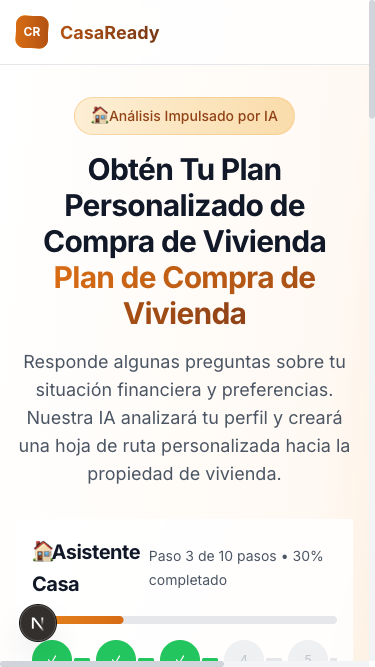 CR CasaReady
🏠Análisis Impulsado por IA
Obtén Tu Plan
Personalizado de
Compra de Vivienda
Plan de Compra de
Vivienda
Responde algunas preguntas sobre tu
situación financiera y preferencias.
Nuestra IA analizará tu perfil y creará
una hoja de ruta personalizada hacia la
propiedad de vivienda.
🏠Asistente
Casa
Paso 3 de 10 pasos • 30%
completado
N
✓ ✓ ✓ 4 5